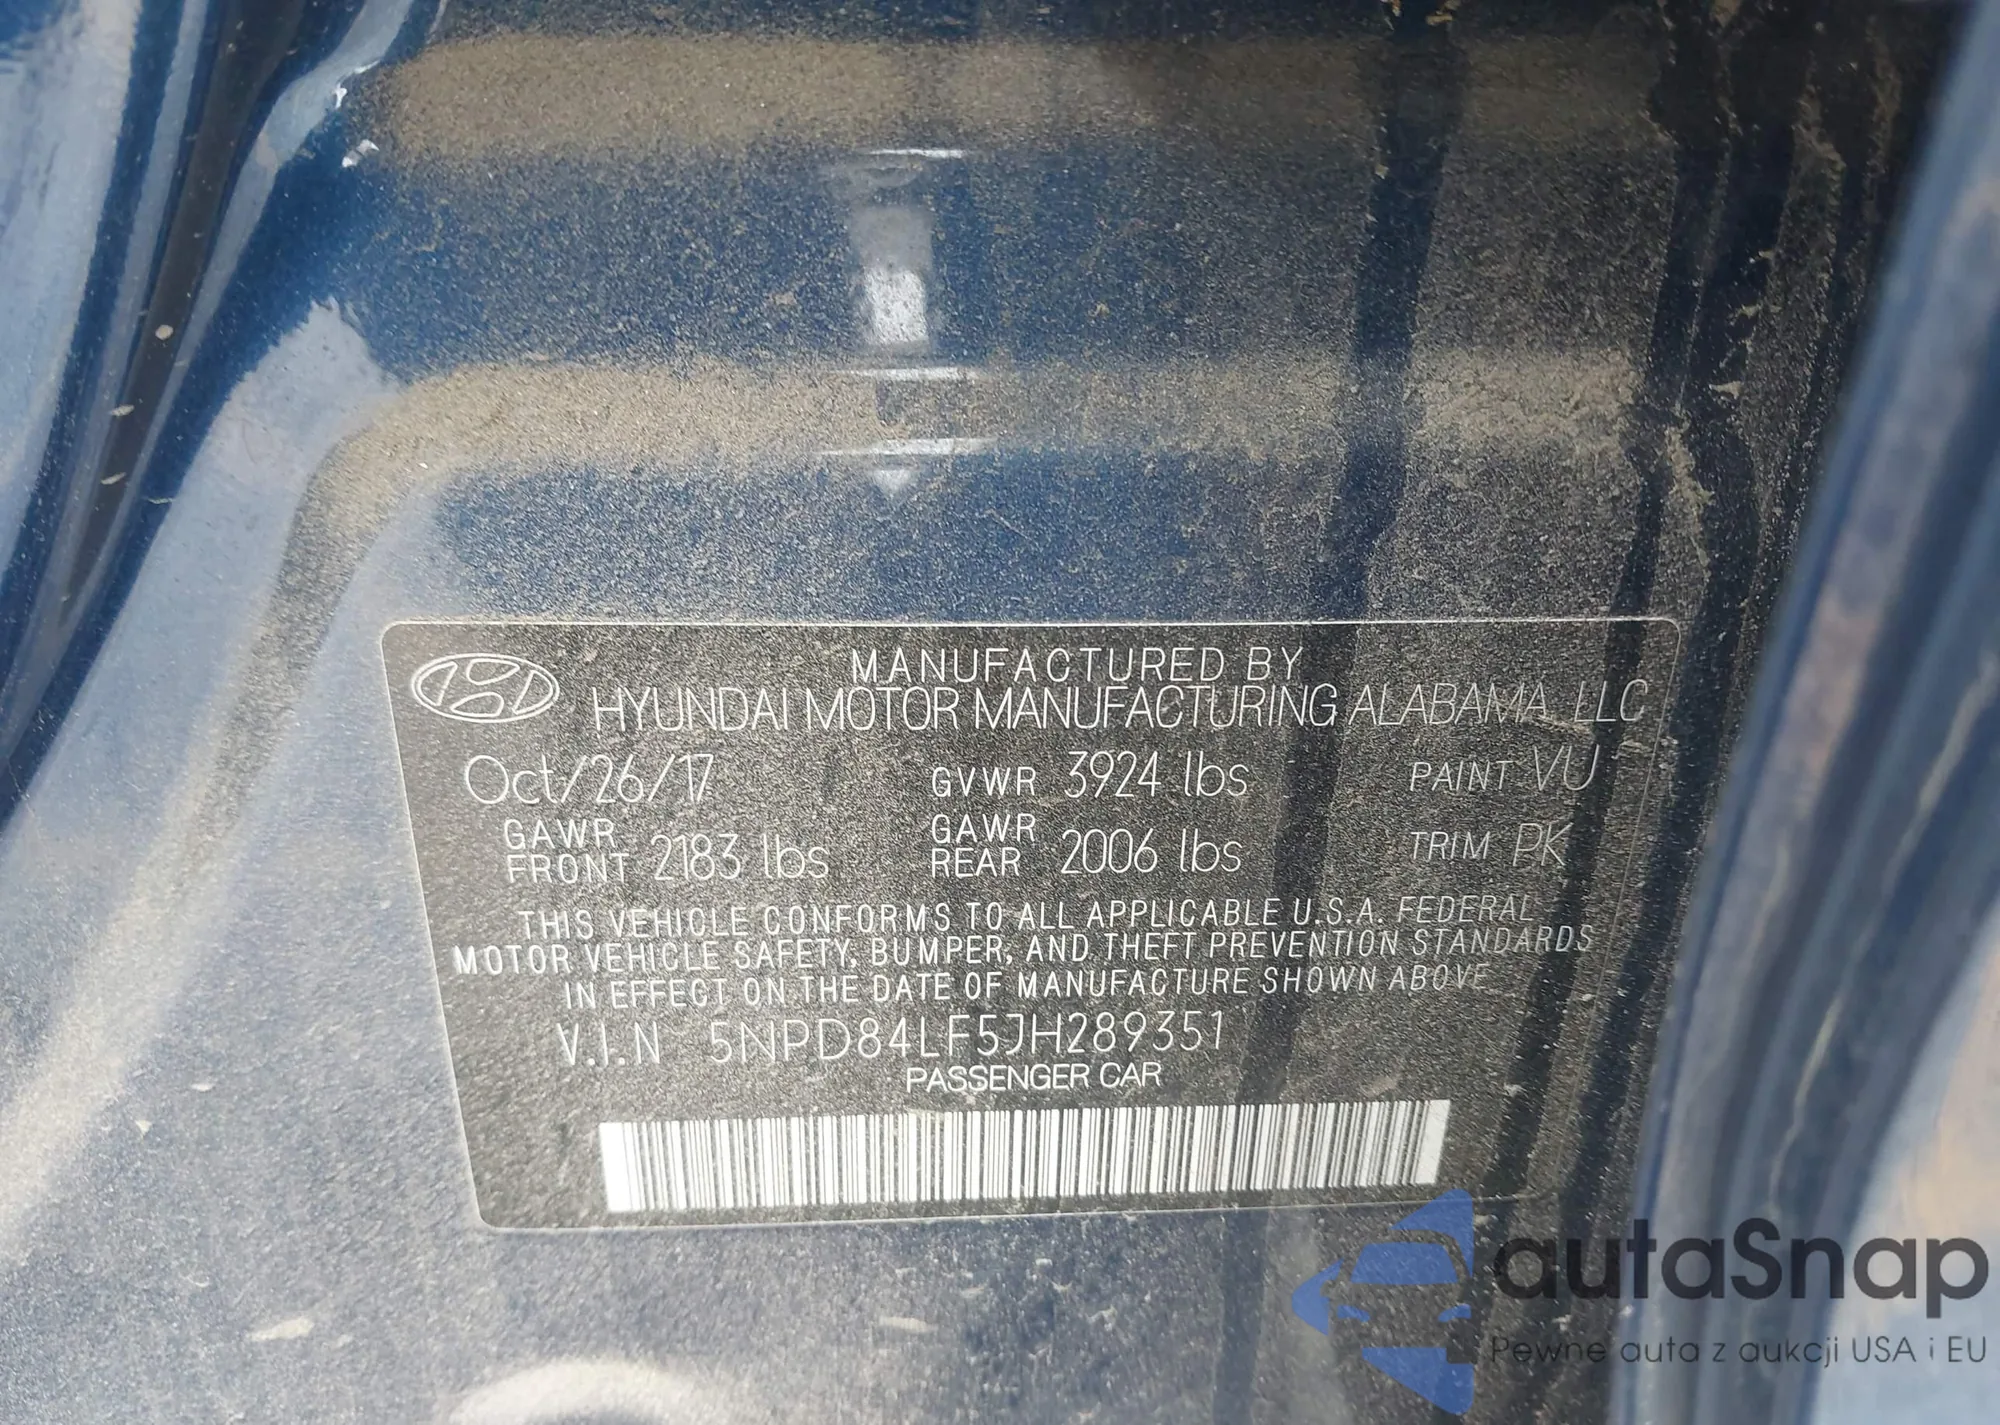 MANUFACTURED BY
HYUNDAI MOTOR MANUFACTURING ALABAMA, LLC
Oct/26/17 GVWR 3924 lbs PAINT VU
GAWR FRONT 2183 lbs GAWR REAR 2006 lbs TRIM PK
THIS VEHICLE CONFORMS TO ALL APPLICABLE U.S.A. FEDERAL
MOTOR VEHICLE SAFETY, BUMPER, AND THEFT PREVENTION STANDARDS
IN EFFECT ON THE DATE OF MANUFACTURE SHOWN ABOVE
V.I.N 5NPD84LF5JH289351
PASSENGER CAR
autaSnap
Pewne auta z aukcji USA i EU